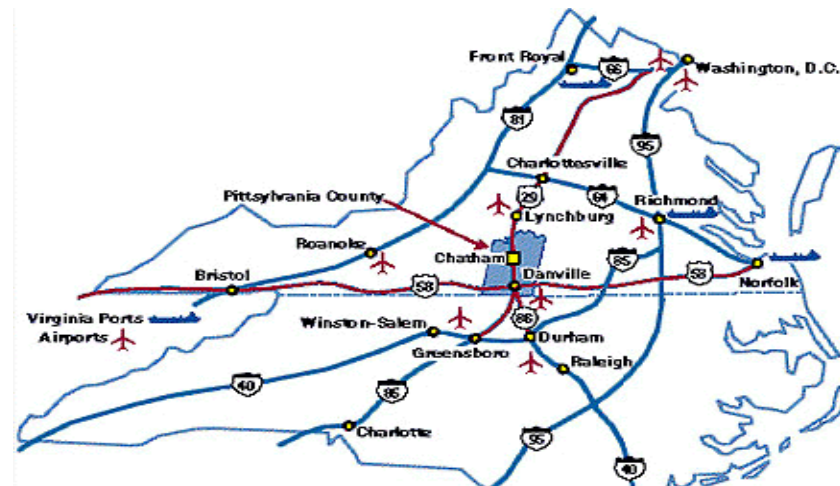 Front Royal
66
Washington, D.C.
81
95
Charlottesville
Pittsylvania County
29
64
Richmond
Lynchburg
Roanoke
Chatham
85
Bristol
58
Danville
58
Norfolk
Virginia Ports
Airports
Winston-Salem
86
Durham
Greensboro
Raleigh
40
85
Charlotte
95
40